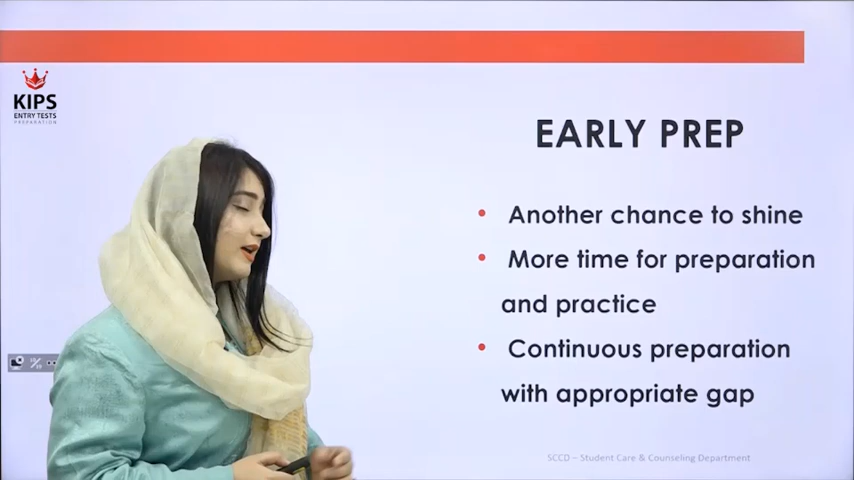 KIPS
ENTRY TESTS
PREPARATION
EARLY PREP
• Another chance to shine
• More time for preparation
and practice
• Continuous preparation
with appropriate gap
SCCD – Student Care & Counseling Department